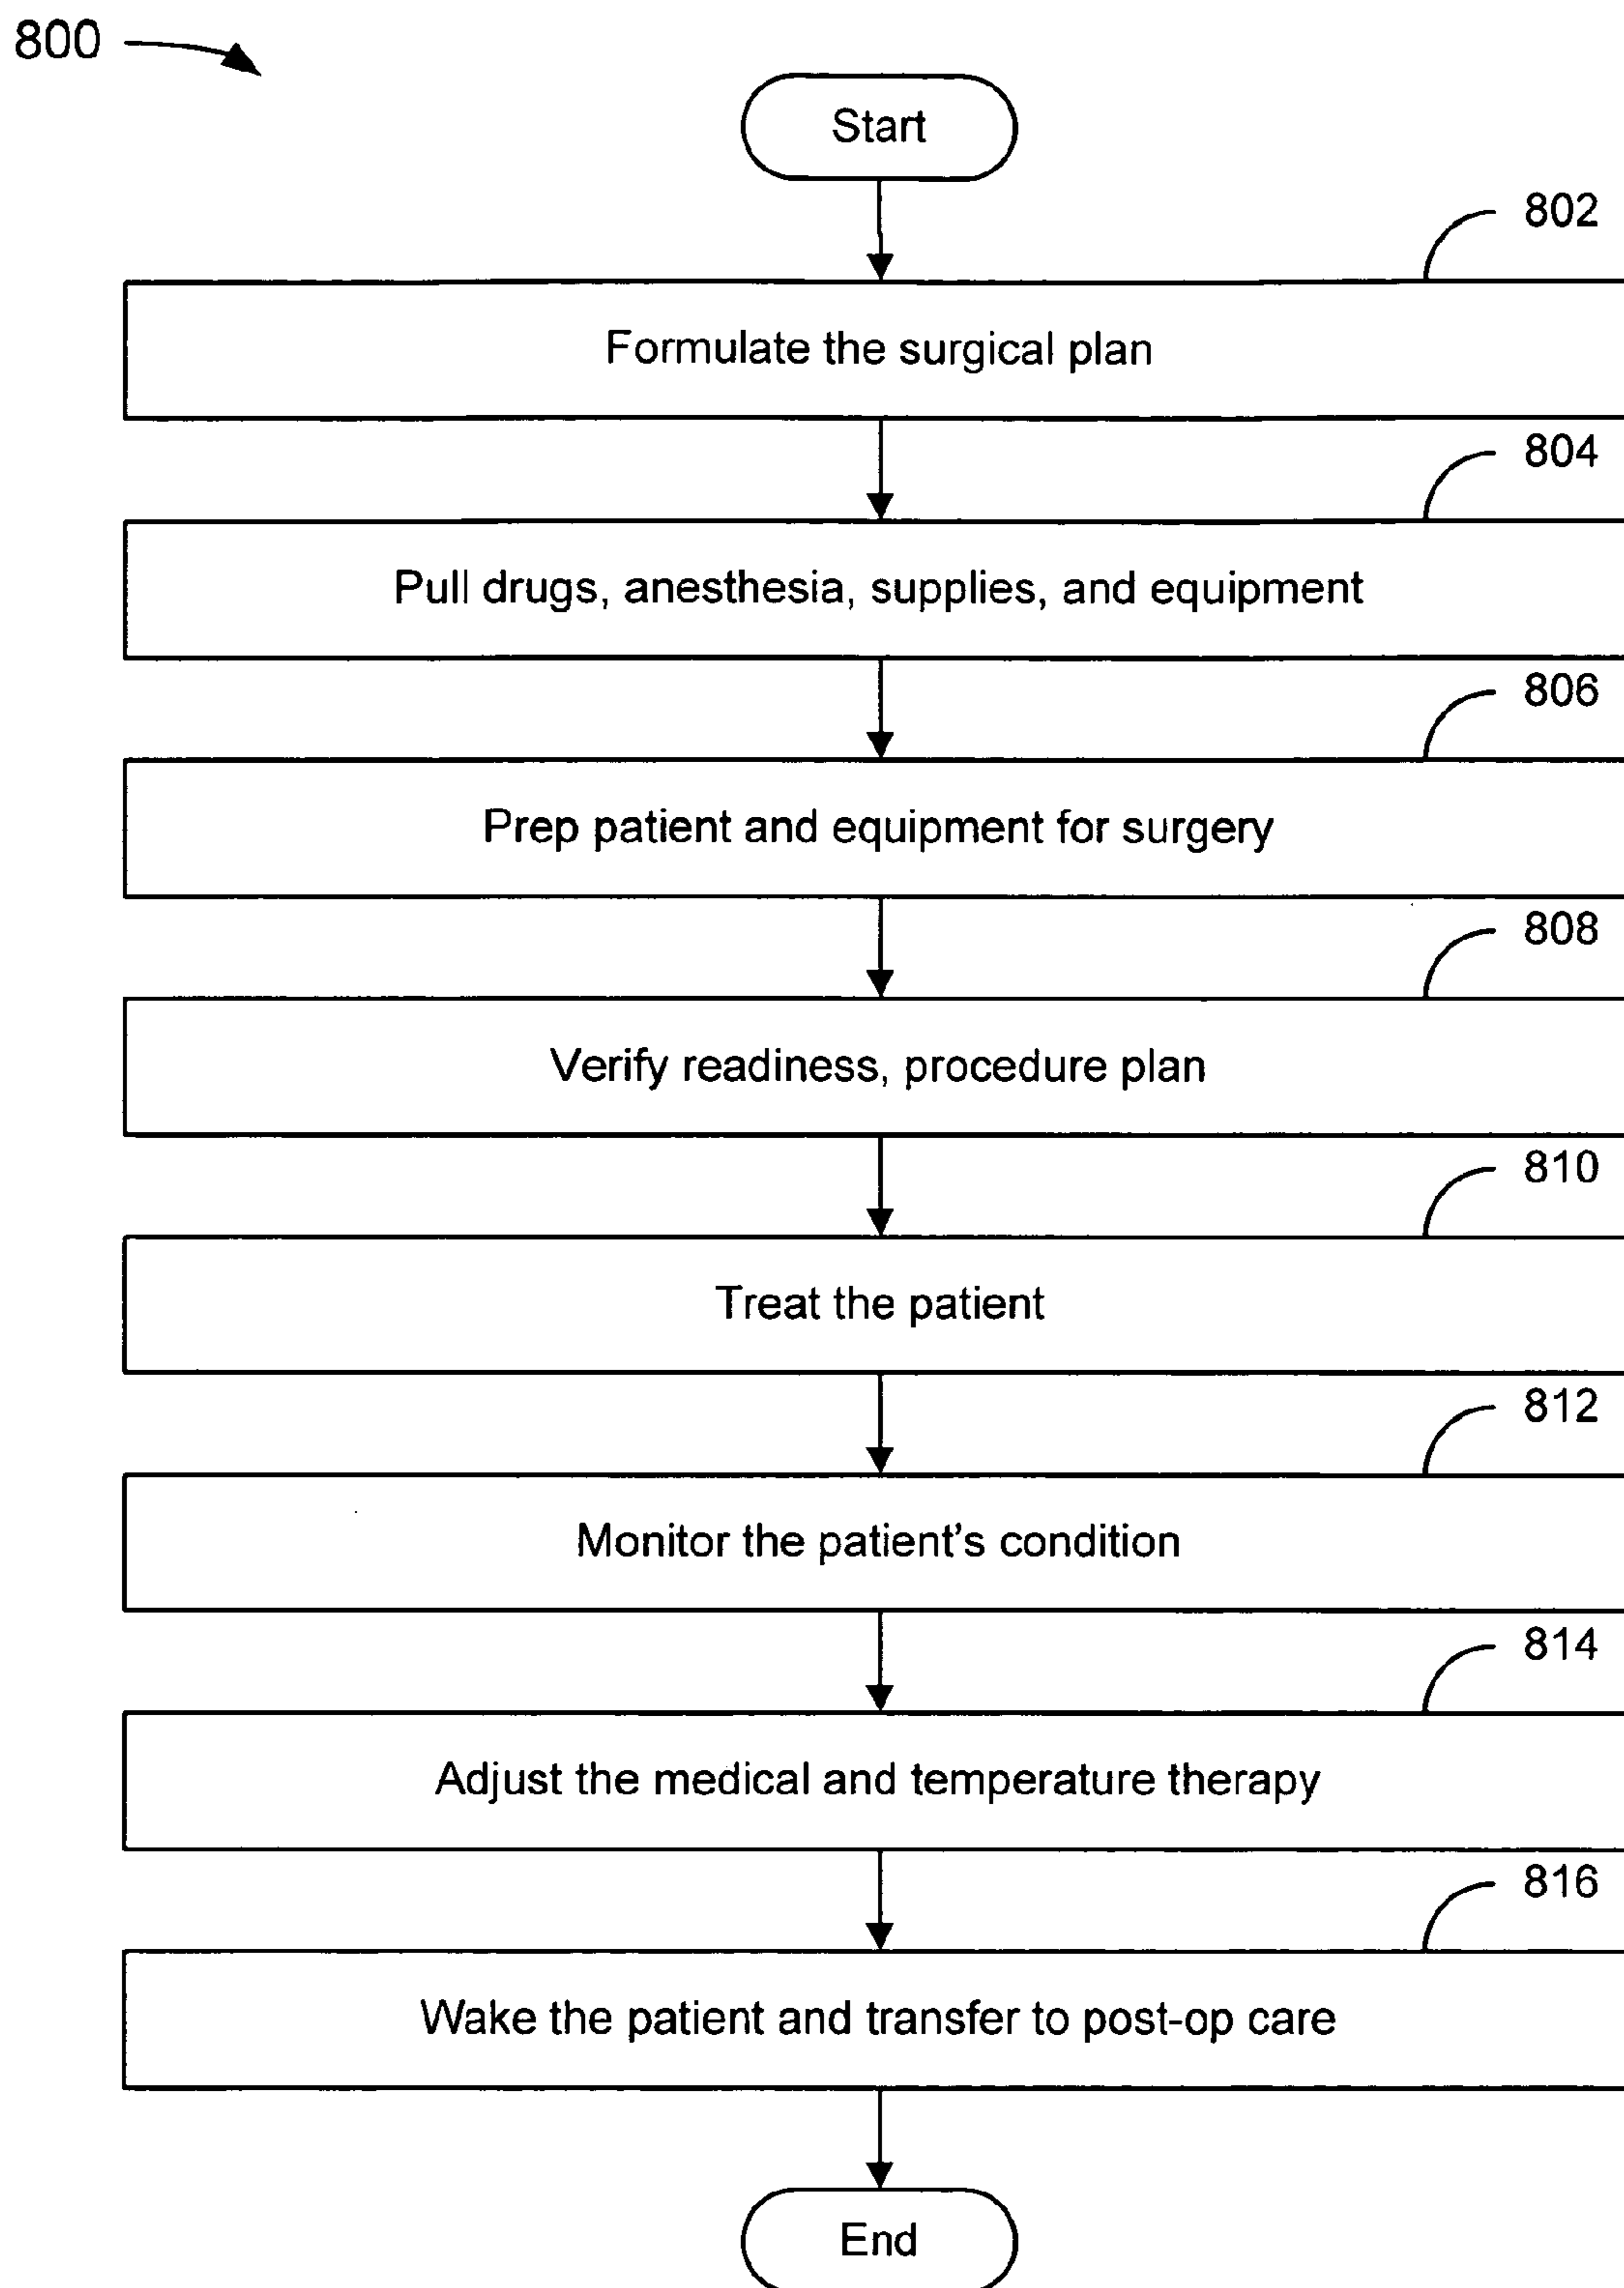 800
Start
802
Formulate the surgical plan
804
Pull drugs, anesthesia, supplies, and equipment
806
Prep patient and equipment for surgery
808
Verify readiness, procedure plan
810
Treat the patient
812
Monitor the patient's condition
814
Adjust the medical and temperature therapy
816
Wake the patient and transfer to post-op care
End